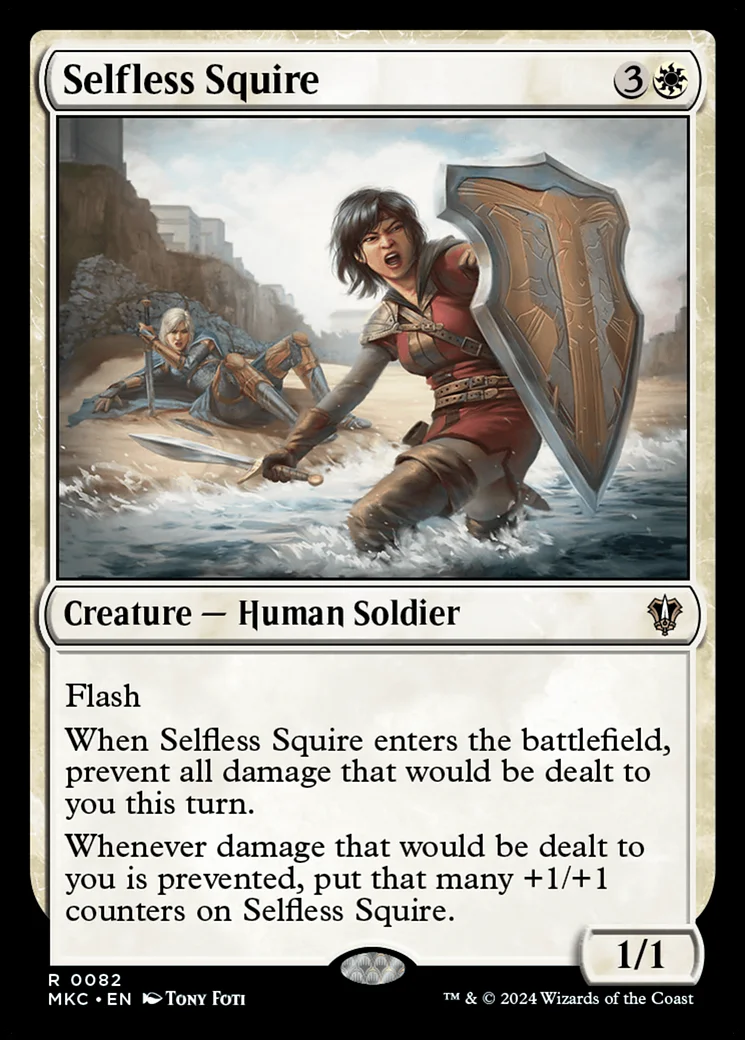 Selfless Squire 3
Creature — Human Soldier
Flash
When Selfless Squire enters the battlefield,
prevent all damage that would be dealt to
you this turn.
Whenever damage that would be dealt to
you is prevented, put that many +1/+1
counters on Selfless Squire.
1/1
R 0082
MKC • EN Tony Foti
™ & © 2024 Wizards of the Coast